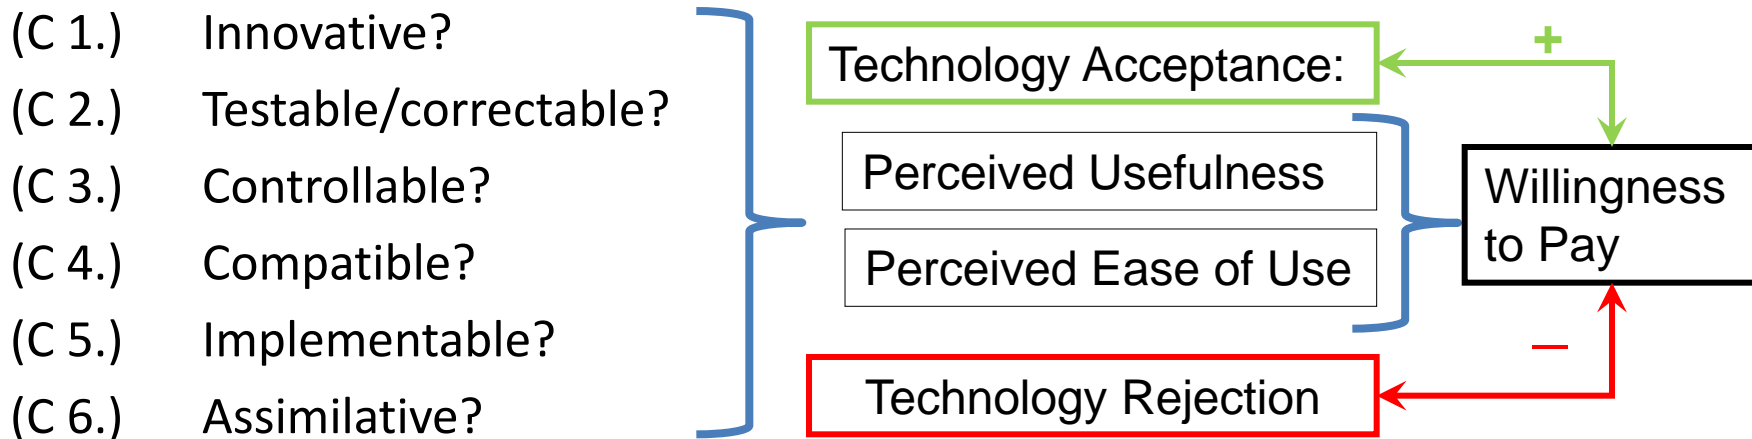 (C 1.) Innovative?
(C 2.) Testable/correctable?
(C 3.) Controllable?
(C 4.) Compatible?
(C 5.) Implementable?
(C 6.) Assimilative?
Technology Acceptance:
Perceived Usefulness
Perceived Ease of Use
Technology Rejection
+
Willingness
to Pay
–